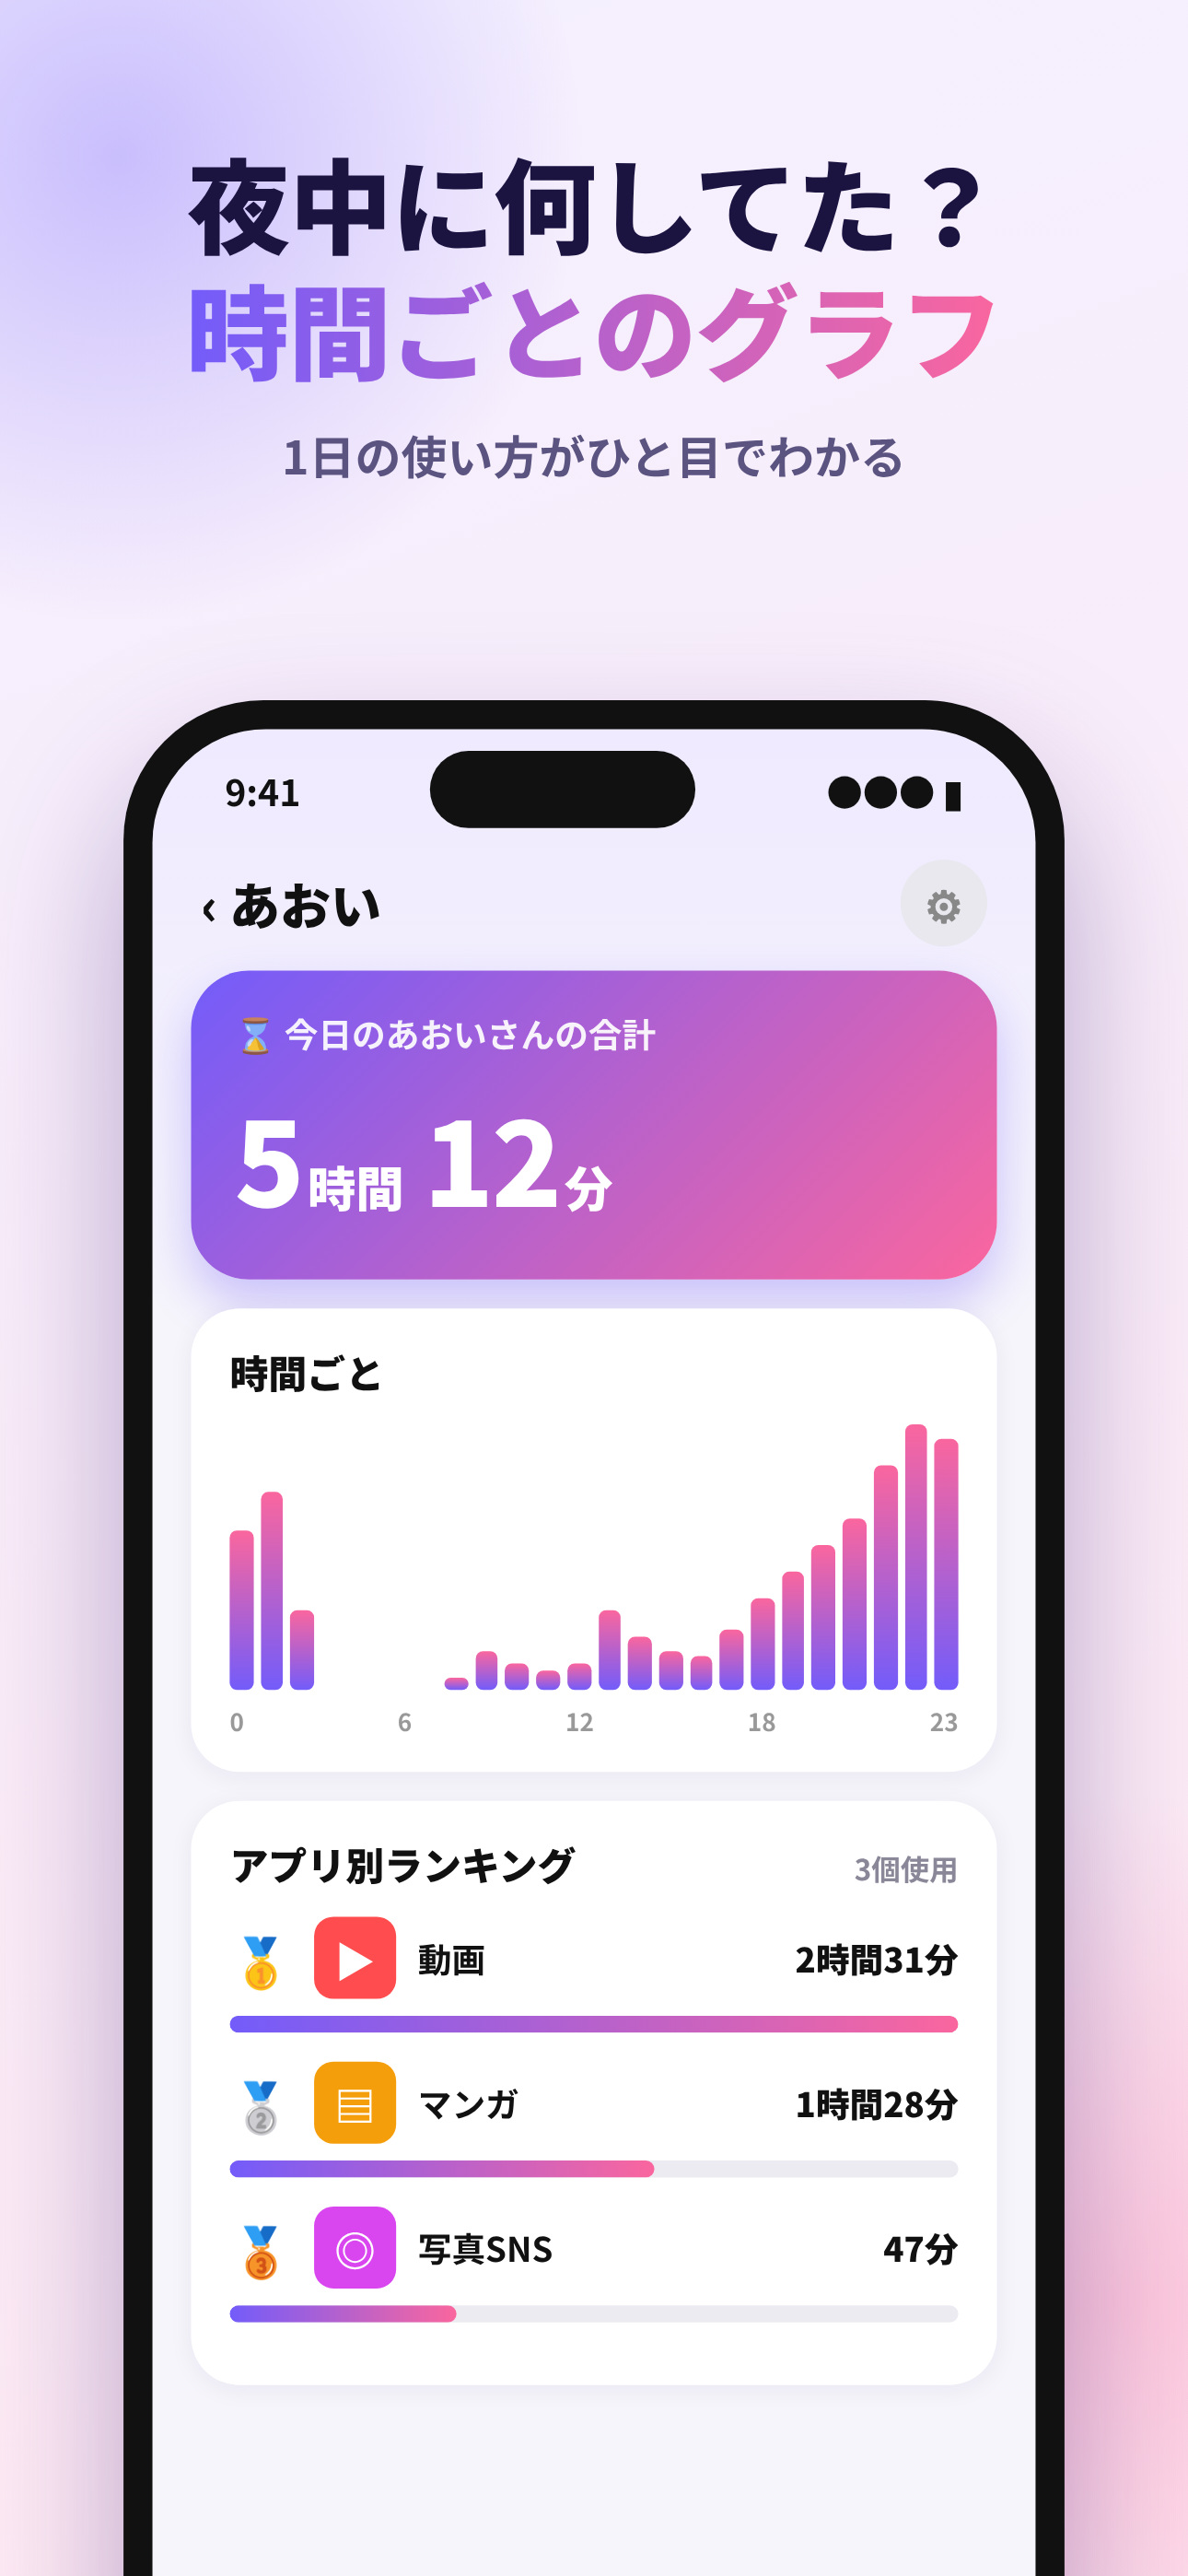 夜中に何してた？
時間ごとのグラフ
1日の使い方がひと目でわかる
9:41
‹ あおい
今日のあおいさんの合計
5時間 12分
時間ごと
0 6 12 18 23
アプリ別ランキング 3個使用
1 動画 2時間31分
2 マンガ 1時間28分
3 写真SNS 47分